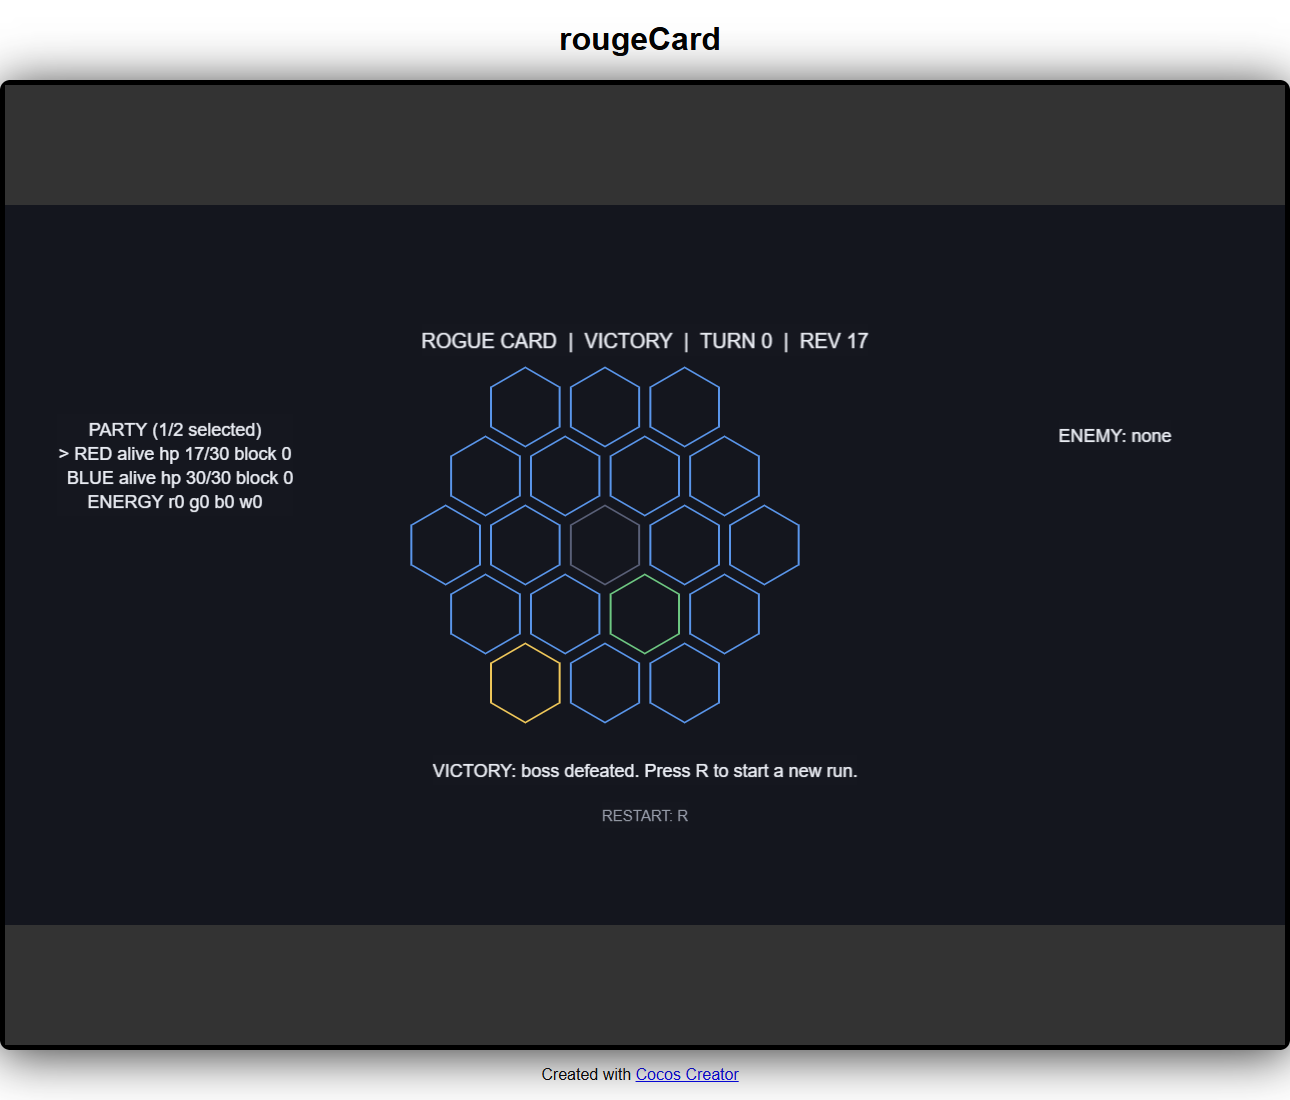 rougeCard
ROGUE CARD | VICTORY | TURN 0 | REV 17
PARTY (1/2 selected)
> RED alive hp 17/30 block 0
BLUE alive hp 30/30 block 0
ENERGY r0 g0 b0 w0
ENEMY: none
VICTORY: boss defeated. Press R to start a new run.
RESTART: R
Created with Cocos Creator